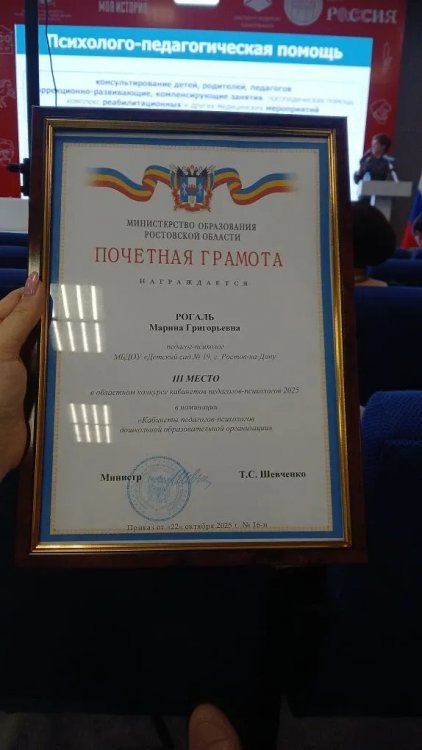 МОЯ ИСТОРИЯ
РОССИЯ
Психолого-педагогическая помощь
консультирование детей, родителей, педагогов
коррекционно-развивающие, компенсирующие занятия, логопедическая помощь
комплекс реабилитационных и других медицинских мероприятий
МИНИСТЕРСТВО ОБРАЗОВАНИЯ
РОСТОВСКОЙ ОБЛАСТИ
ПОЧЕТНАЯ ГРАМОТА
НАГРАЖДАЕТСЯ
РОГАЛЬ
Марина Григорьевна
педагог-психолог
МБДОУ «Детский сад № 19, г. Ростов-на-Дону
III МЕСТО
в областном конкурсе кабинетов педагогов-психологов 2025
в номинации
«Кабинеты педагогов-психологов
дошкольной образовательной организации»
Министр Т.С. Шевченко
Приказ от «22» октября 2025 г. № 16-н